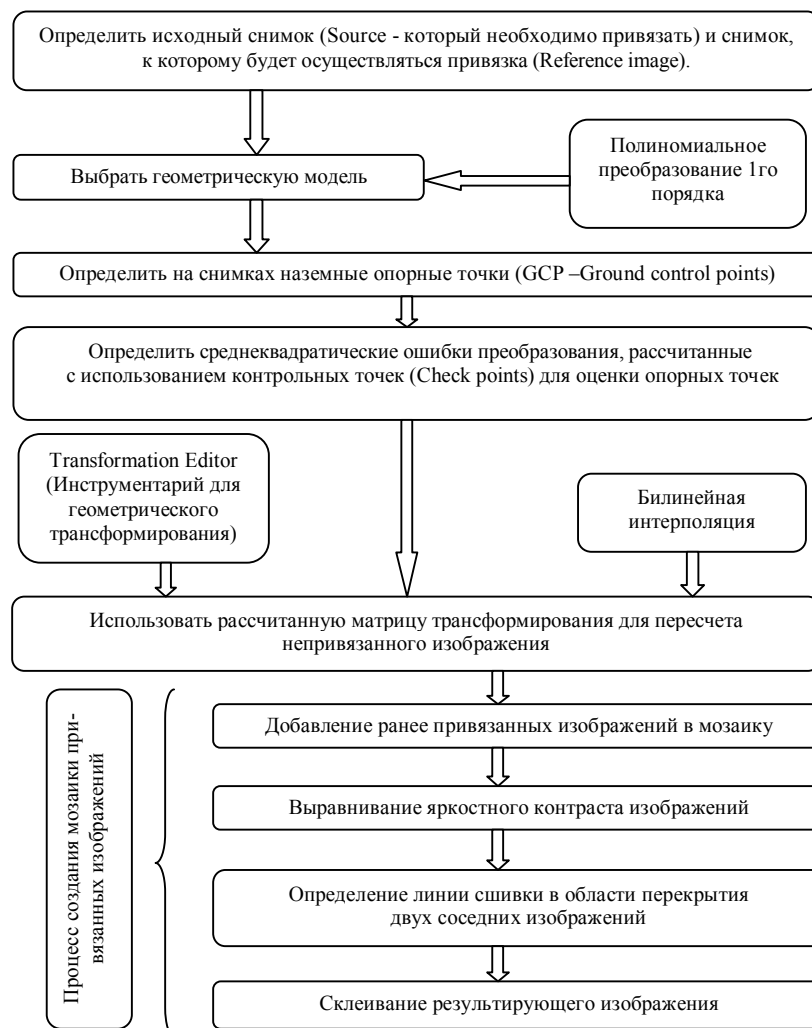 Определить исходный снимок (Source - который необходимо привязать) и снимок,
к которому будет осуществляться привязка (Reference image).
Полиномиальное
преобразование 1го
порядка
Выбрать геометрическую модель
Определить на снимках наземные опорные точки (GCP –Ground control points)
Определить среднеквадратические ошибки преобразования, рассчитанные
с использованием контрольных точек (Check points) для оценки опорных точек
Transformation Editor
(Инструментарий для
геометрического
трансформирования)
Билинейная
интерполяция
Использовать рассчитанную матрицу трансформирования для пересчета
непривязанного изображения
Процесс создания мозаики при-
вязанных изображений
Добавление ранее привязанных изображений в мозаику
Выравнивание яркостного контраста изображений
Определение линии сшивки в области перекрытия
двух соседних изображений
Склеивание результирующего изображения